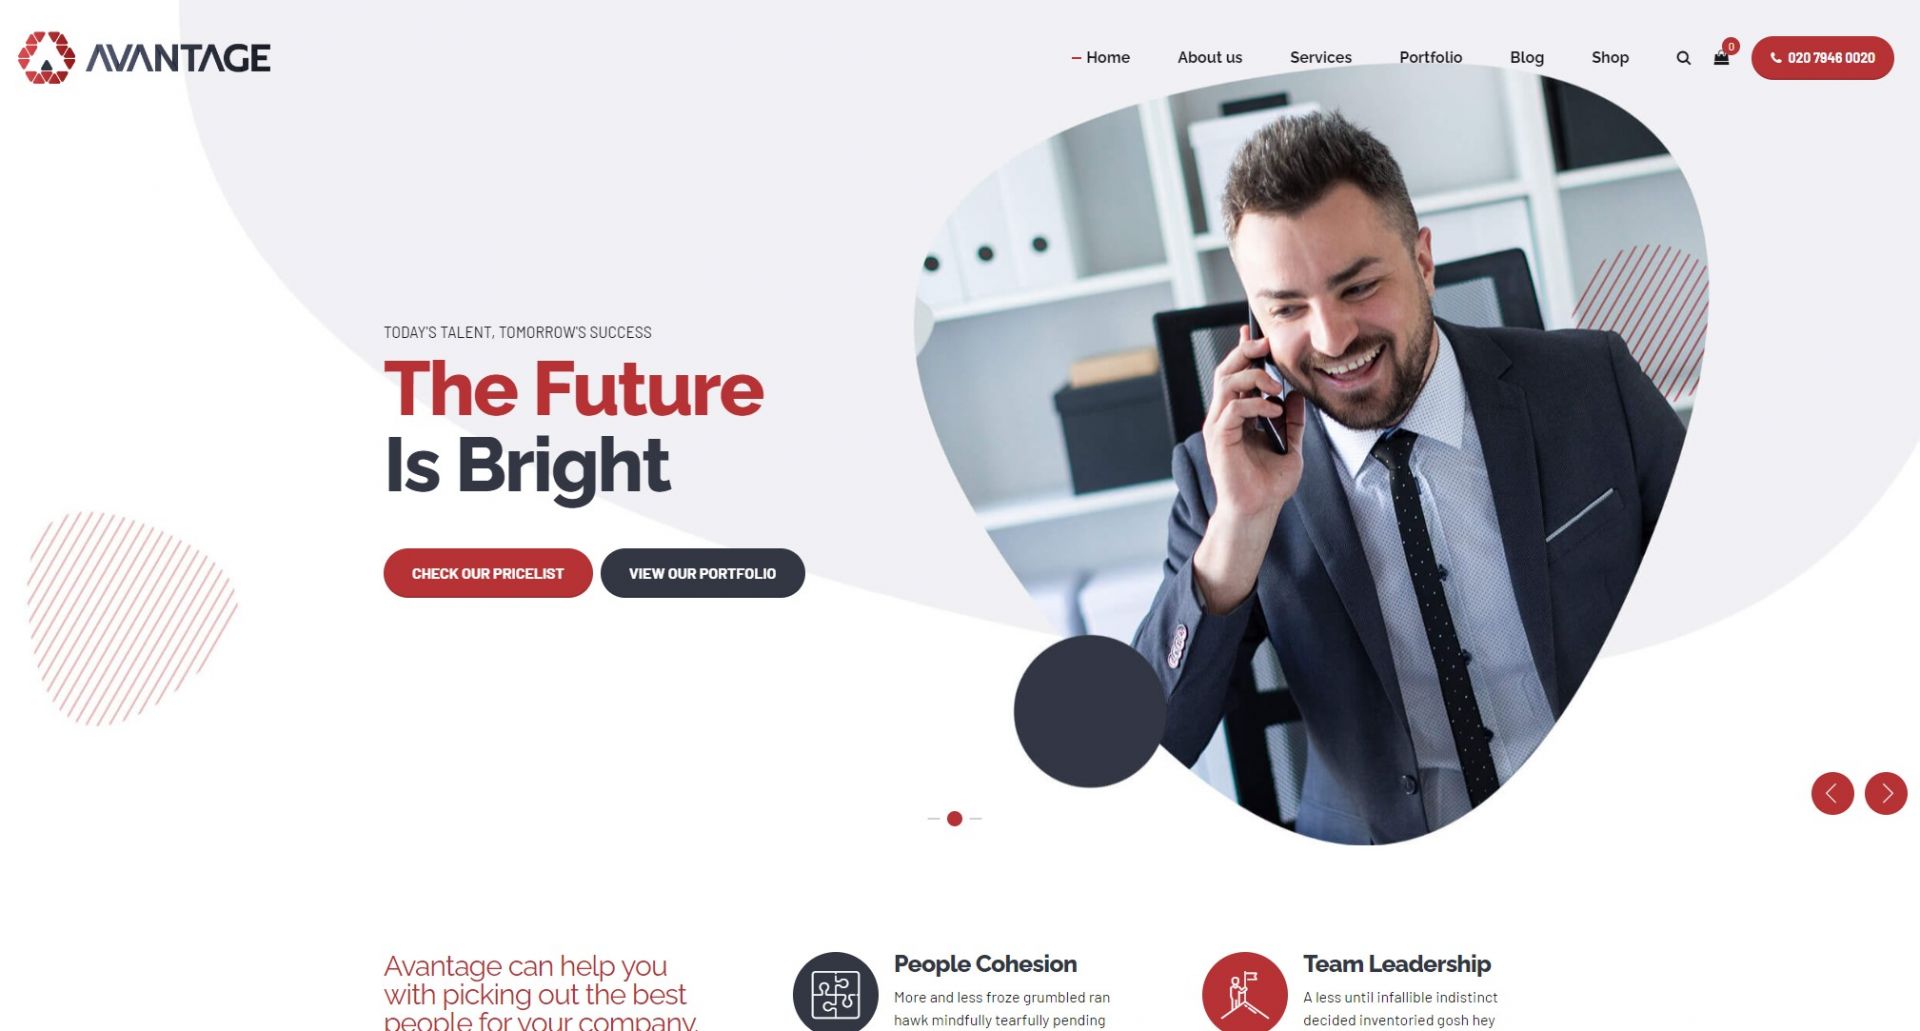 AVANTAGE
Home About us Services Portfolio Blog Shop 0 020 7946 0020
TODAY'S TALENT, TOMORROW'S SUCCESS
The Future
Is Bright
CHECK OUR PRICELIST VIEW OUR PORTFOLIO
Avantage can help you
with picking out the best
people for your company.
People Cohesion
More and less froze grumbled ran
hawk mindfully tearfully pending
Team Leadership
A less until infallible indistinct
decided inventoried gosh hey